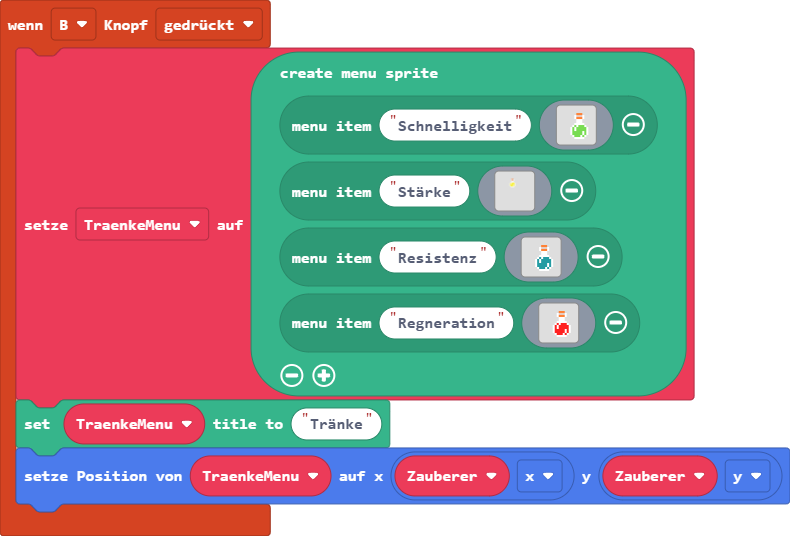 wenn B Knopf gedrückt
create menu sprite
menu item "Schnelligkeit"
menu item "Stärke"
setze TraenkeMenu auf
menu item "Resistenz"
menu item "Regneration"
set TraenkeMenu title to "Tränke"
setze Position von TraenkeMenu auf x Zauberer x y Zauberer y